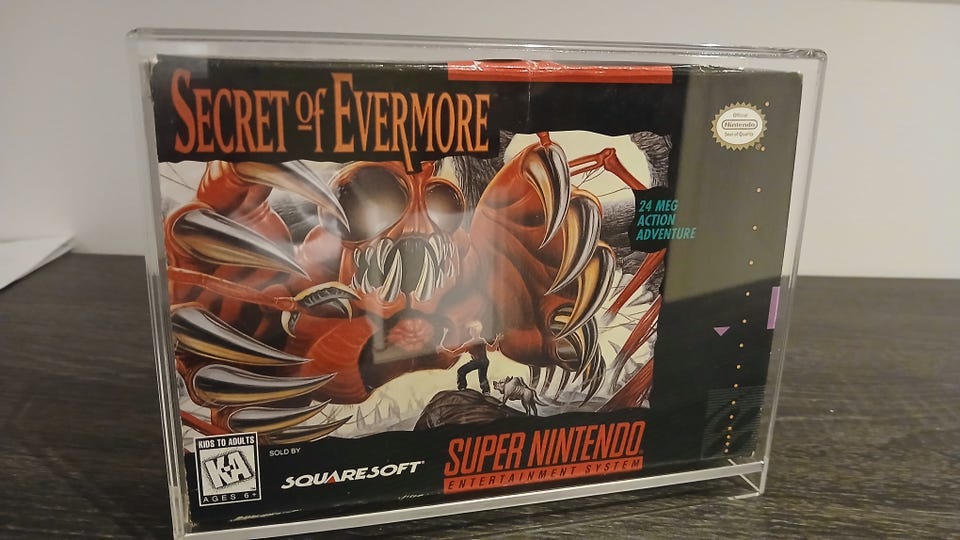 SECRET of EVERMORE
Official
Nintendo
Seal of Quality
24 MEG
ACTION
ADVENTURE
KIDS TO ADULTS
K-A
AGES 6+
SOLD BY
SQUARESOFT®
SUPER NINTENDO
ENTERTAINMENT SYSTEM